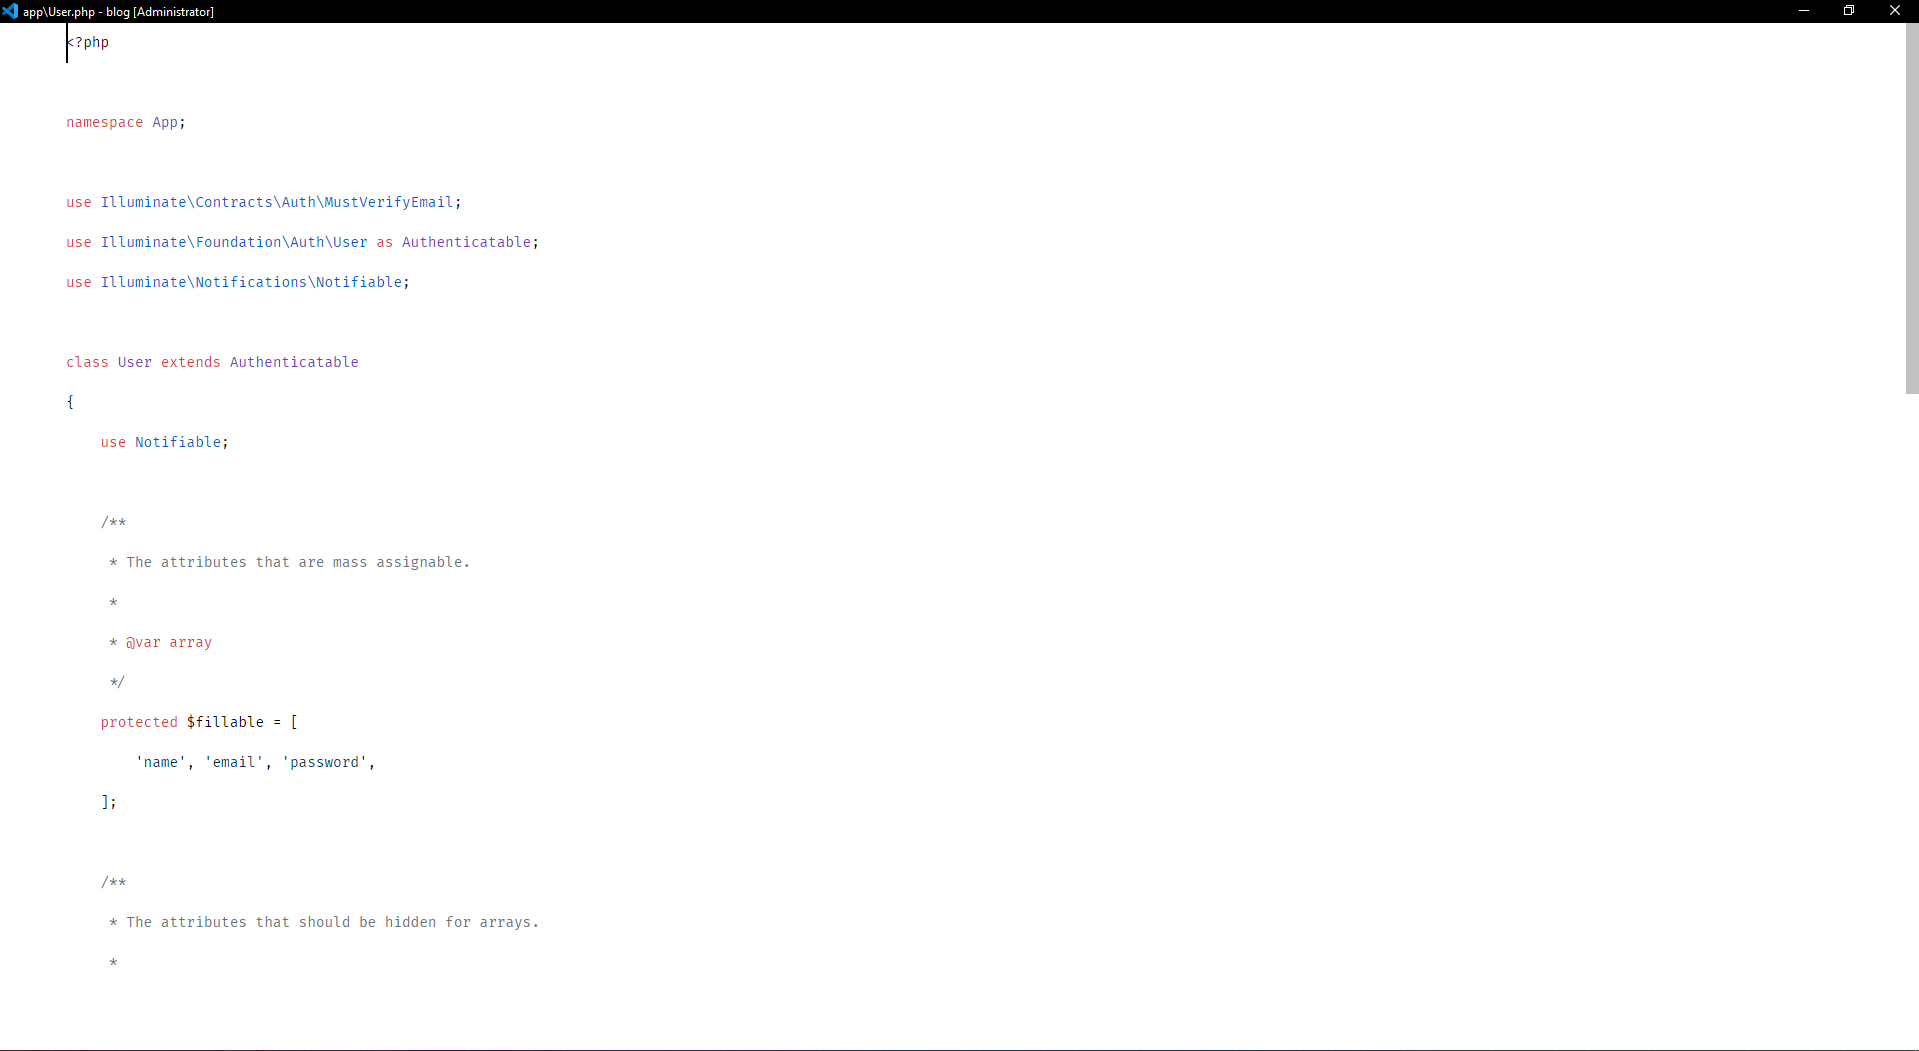 app\User.php - blog [Administrator]
<?php
namespace App;
use Illuminate\Contracts\Auth\MustVerifyEmail;
use Illuminate\Foundation\Auth\User as Authenticatable;
use Illuminate\Notifications\Notifiable;
class User extends Authenticatable
{
    use Notifiable;
    /**
     * The attributes that are mass assignable.
     *
     * @var array
     */
    protected $fillable = [
        'name', 'email', 'password',
    ];
    /**
     * The attributes that should be hidden for arrays.
     *